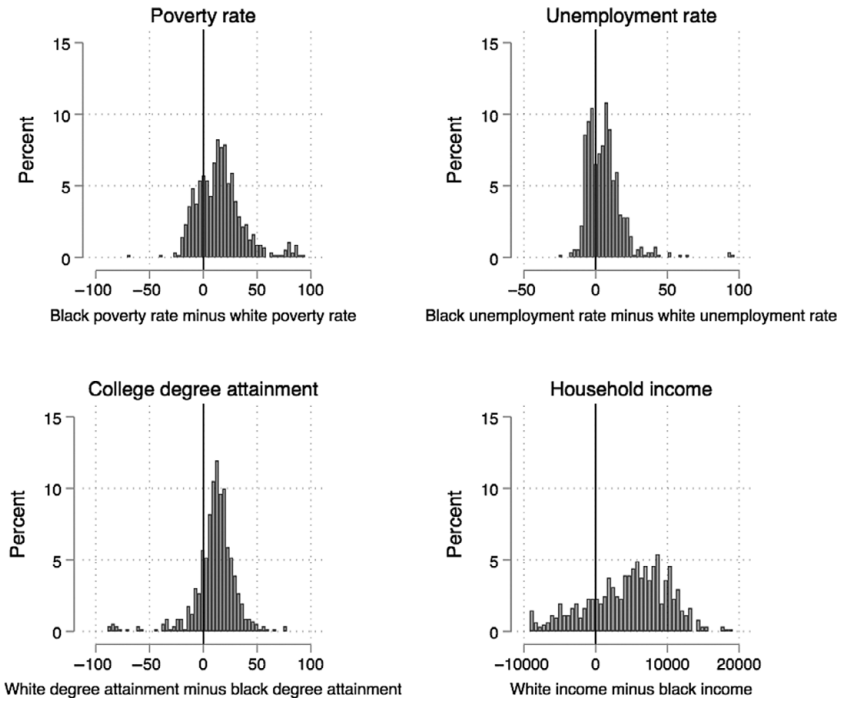 Poverty rate
15
10
5
0
Percent
−100 −50 0 50 100
Black poverty rate minus white poverty rate
Unemployment rate
15
10
5
0
Percent
−50 0 50 100
Black unemployment rate minus white unemployment rate
College degree attainment
15
10
5
0
Percent
−100 −50 0 50 100
White degree attainment minus black degree attainment
Household income
15
10
5
0
Percent
−10000 0 10000 20000
White income minus black income